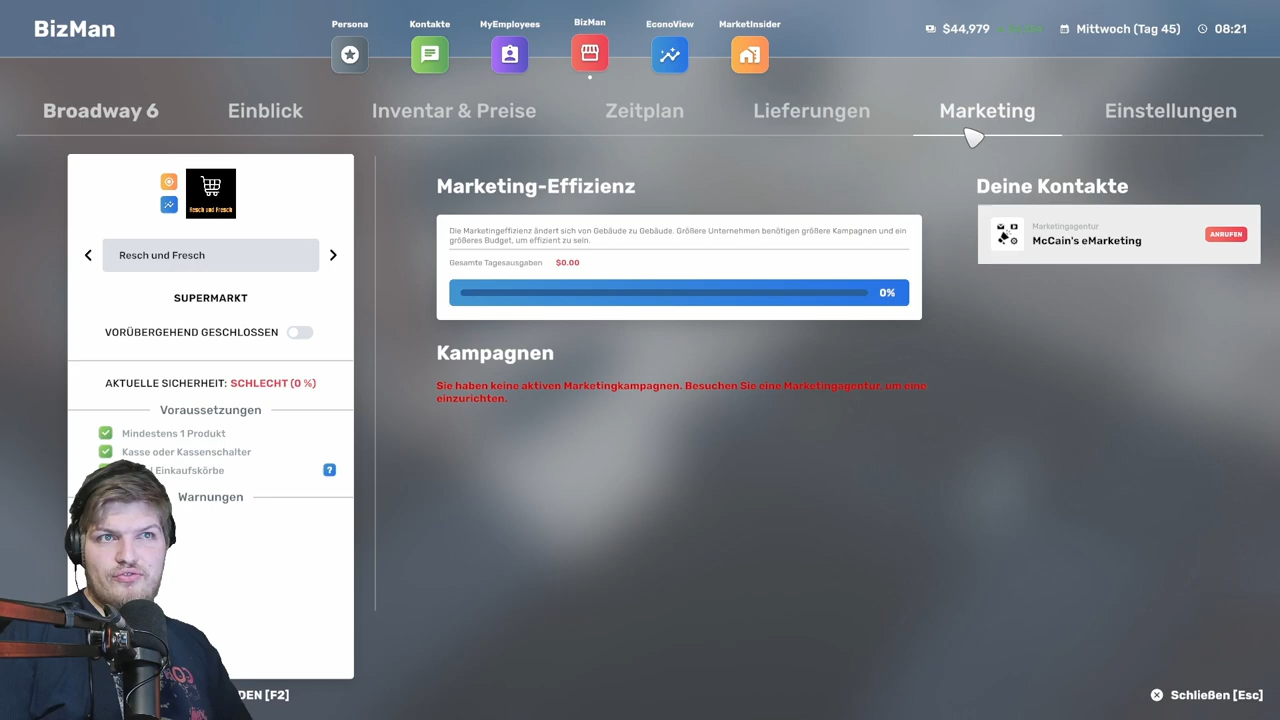 BizMan
Persona
Kontakte
MyEmployees
BizMan
EconoView
MarketInsider
$44,979
Mittwoch (Tag 45)
08:21
Broadway 6
Einblick
Inventar & Preise
Zeitplan
Lieferungen
Marketing
Einstellungen
Resch und Fresch
Resch und Fresch
SUPERMARKT
VORÜBERGEHEND GESCHLOSSEN
AKTUELLE SICHERHEIT: SCHLECHT (0 %)
Voraussetzungen
Mindestens 1 Produkt
Kasse oder Kassenschalter
Einkaufskörbe
?
Warnungen
Marketing-Effizienz
Die Marketingeffizienz ändert sich von Gebäude zu Gebäude. Größere Unternehmen benötigen größere Kampagnen und ein
größeres Budget, um effizient zu sein.
Gesamte Tagesausgaben $0.00
0%
Kampagnen
Sie haben keine aktiven Marketingkampagnen. Besuchen Sie eine Marketingagentur, um eine
einzurichten.
Deine Kontakte
Marketingagentur
McCain's eMarketing
ANRUFEN
DEN [F2]
Schließen [Esc]